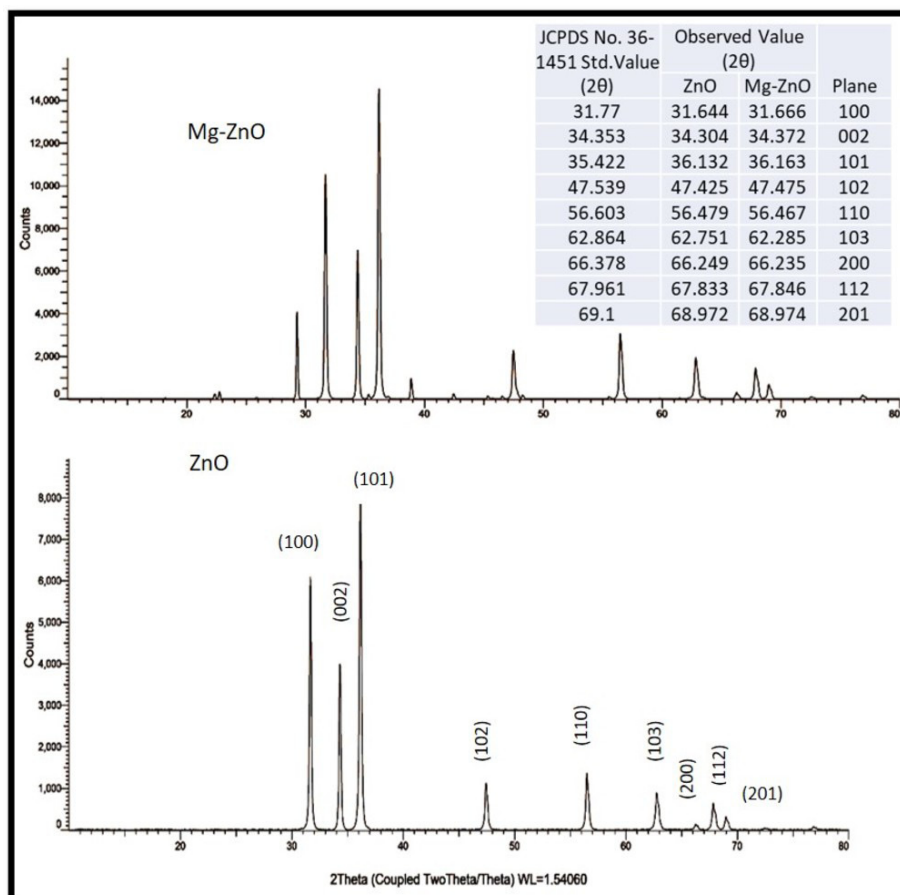 JCPDS No. 36-
1451 Std.Value
(2θ)
Observed Value
(2θ)
ZnO Mg-ZnO Plane
31.77 31.644 31.666 100
34.353 34.304 34.372 002
35.422 36.132 36.163 101
47.539 47.425 47.475 102
56.603 56.479 56.467 110
62.864 62.751 62.285 103
66.378 66.249 66.235 200
67.961 67.833 67.846 112
69.1 68.972 68.974 201
Mg-ZnO
Counts
14,000
12,000
10,000
8,000
6,000
4,000
2,000
0
20 30 40 50 60 70 80
ZnO
Counts
8,000
7,000
6,000
5,000
4,000
3,000
2,000
1,000
0
(100)
(002)
(101)
(102)
(110)
(103)
(200)
(112)
(201)
20 30 40 50 60 70 80
2Theta (Coupled TwoTheta/Theta) WL=1.54060